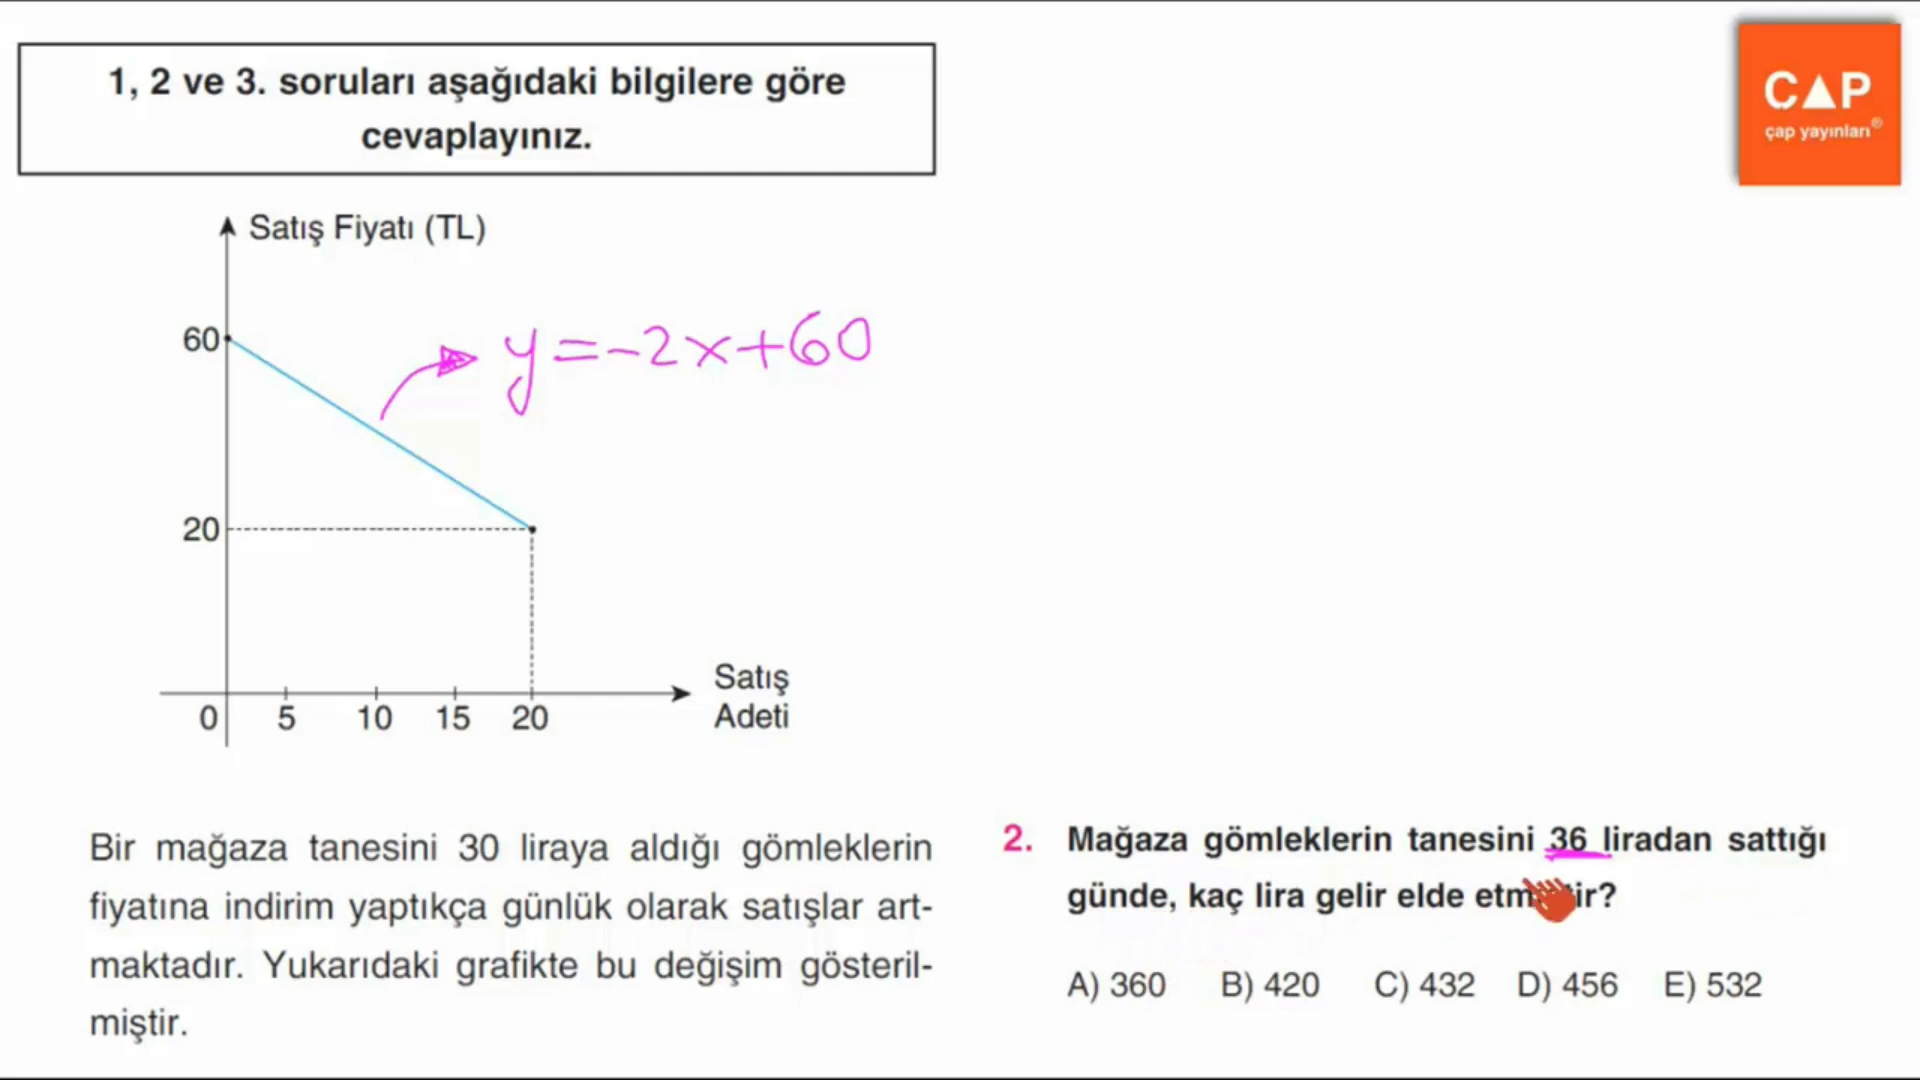 1, 2 ve 3. soruları aşağıdaki bilgilere göre
cevaplayınız.
ÇAP
çap yayınları®
Satış Fiyatı (TL)
60
y=-2x+60
20
Satış
Adeti
0 5 10 15 20
Bir mağaza tanesini 30 liraya aldığı gömleklerin
fiyatına indirim yaptıkça günlük olarak satışlar art-
maktadır. Yukarıdaki grafikte bu değişim gösteril-
miştir.
2. Mağaza gömleklerin tanesini 36 liradan sattığı
günde, kaç lira gelir elde etmiştir?
A) 360 B) 420 C) 432 D) 456 E) 532